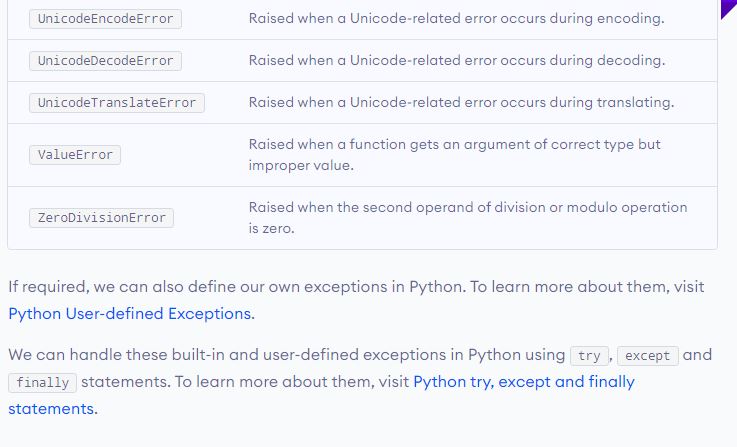 UnicodeEncodeError Raised when a Unicode-related error occurs during encoding.
UnicodeDecodeError Raised when a Unicode-related error occurs during decoding.
UnicodeTranslateError Raised when a Unicode-related error occurs during translating.
ValueError Raised when a function gets an argument of correct type but
improper value.
ZeroDivisionError Raised when the second operand of division or modulo operation
is zero.
If required, we can also define our own exceptions in Python. To learn more about them, visit
Python User-defined Exceptions.
We can handle these built-in and user-defined exceptions in Python using try, except and
finally statements. To learn more about them, visit Python try, except and finally
statements.